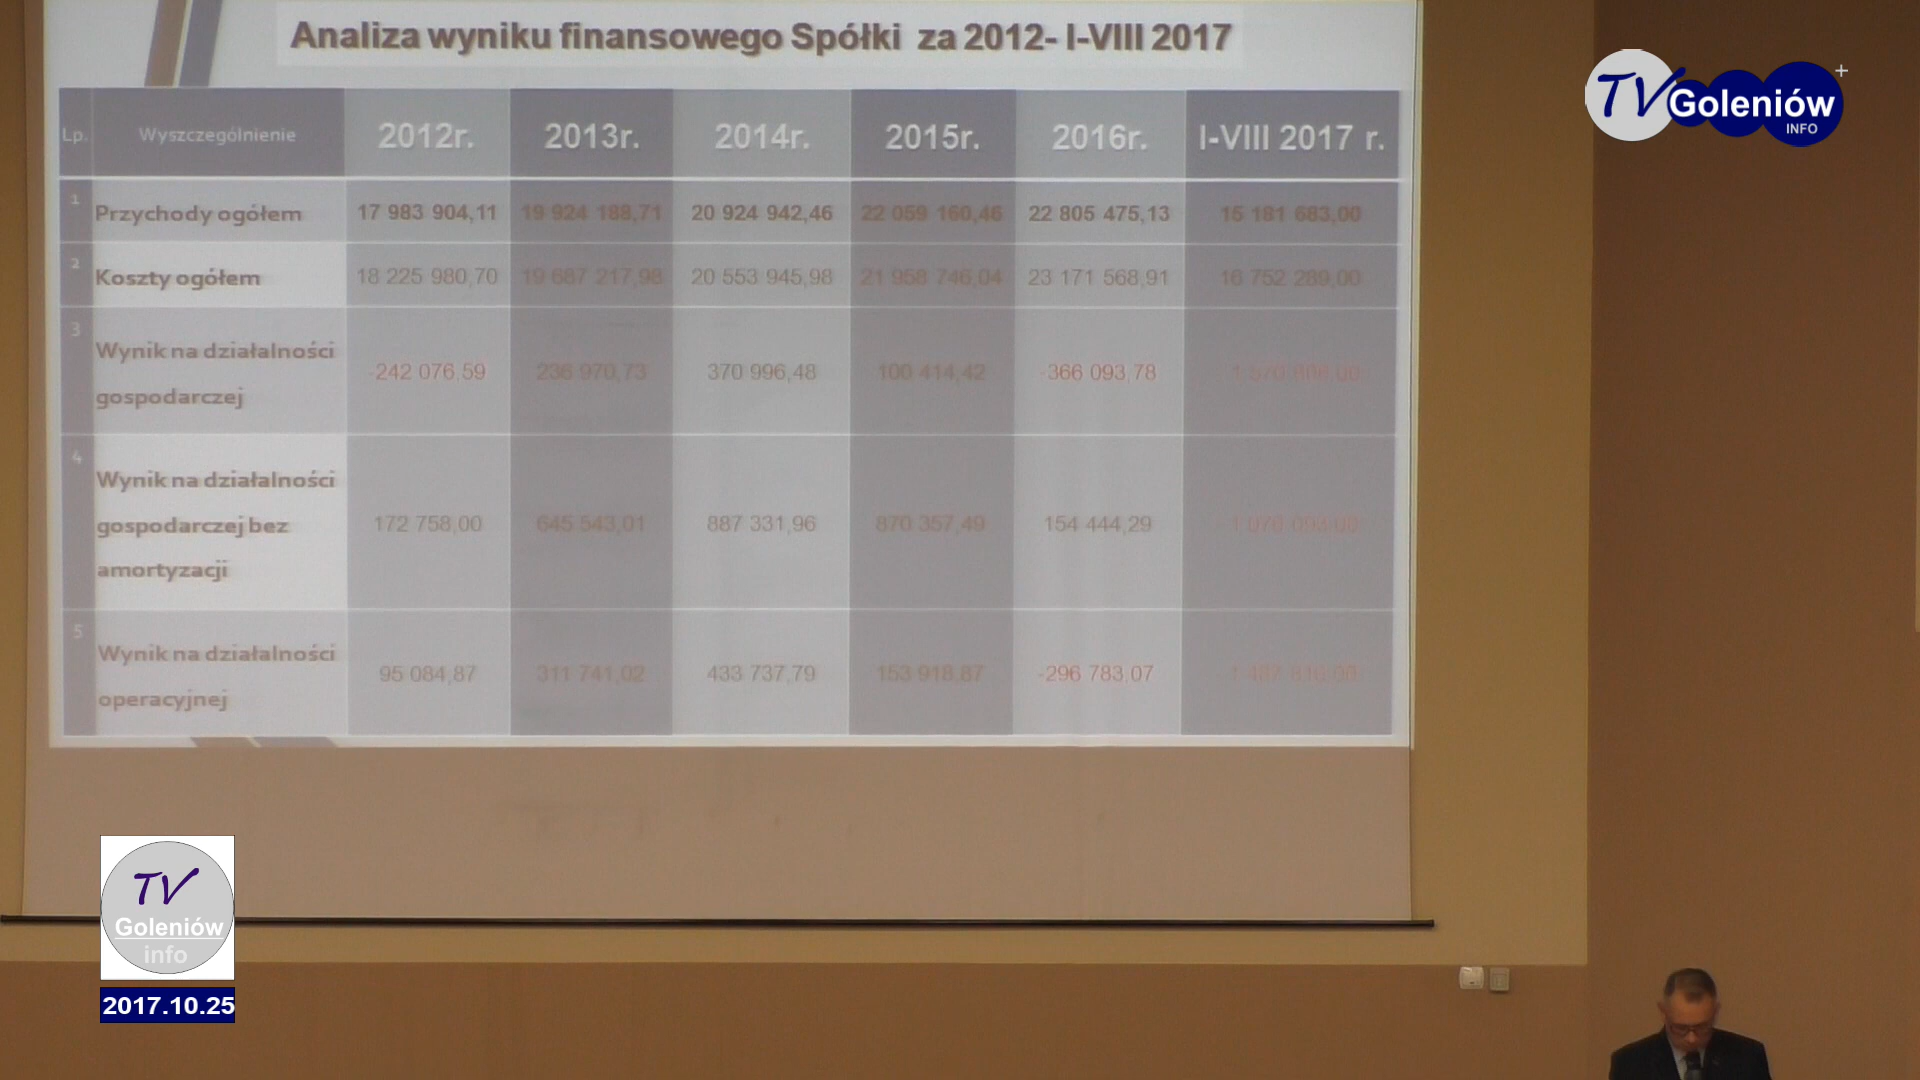 Analiza wyniku finansowego Spółki za 2012- I-VIII 2017
Lp. Wyszczególnienie 2012r. 2013r. 2014r. 2015r. 2016r. I-VIII 2017 r.
1 Przychody ogółem 17 983 904,11 19 924 188,71 20 924 942,46 22 059 160,46 22 805 475,13 15 181 683,00
2 Koszty ogółem 18 225 980,70 19 687 217,98 20 553 945,98 21 958 746,04 23 171 568,91 16 752 289,00
3 Wynik na działalności
gospodarczej
-242 076,59 236 970,73 370 996,48 100 414,42 -366 093,78
4 Wynik na działalności
gospodarczej bez
amortyzacji
172 758,00 645 543,01 887 331,96 870 357,49 154 444,29
5 Wynik na działalności
operacyjnej
95 084,87 311 741,02 433 737,79 153 918,87 -296 783,07
TV Goleniów +
INFO
TV
Goleniów
info
2017.10.25